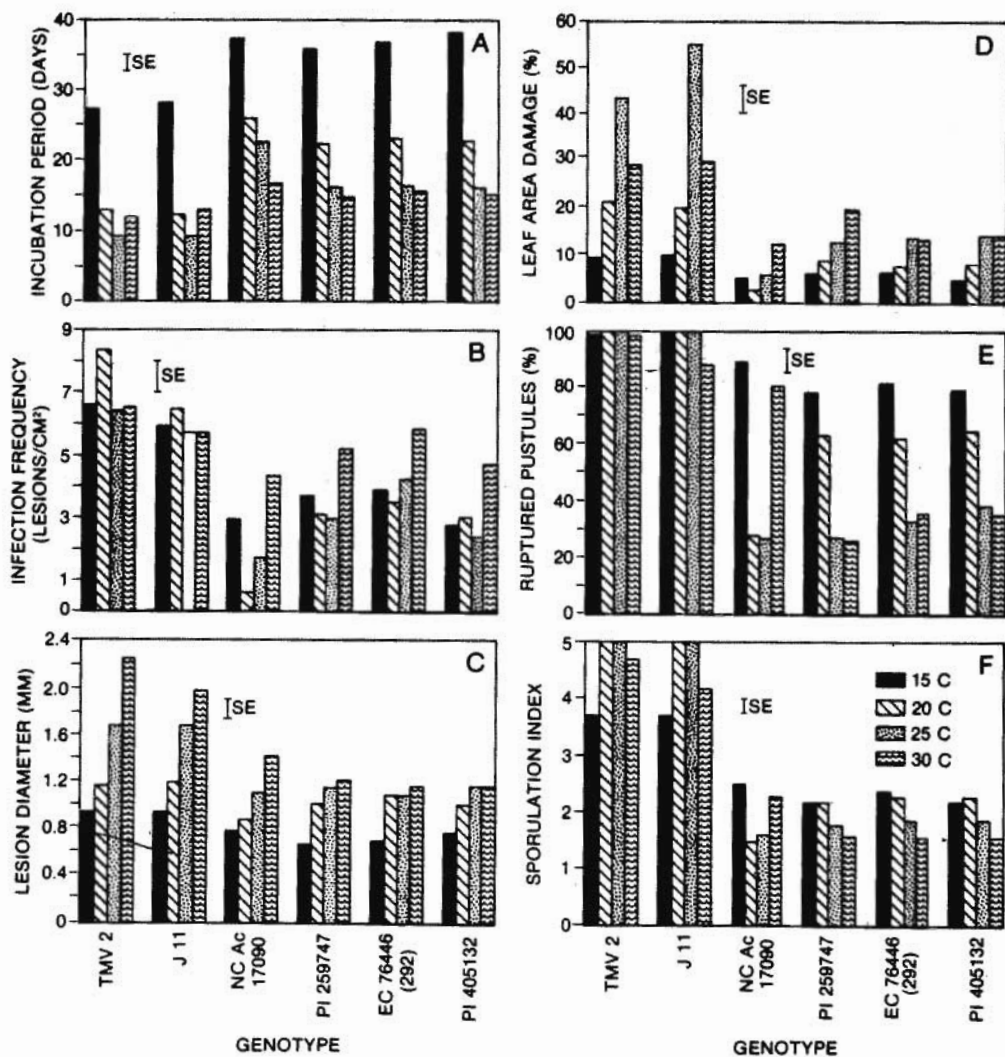 A
INCUBATION PERIOD (DAYS)
40
30
20
10
0
SE
B
INFECTION FREQUENCY
(LESIONS/CM²)
9
7
5
3
1
0
SE
C
LESION DIAMETER (MM)
2.4
2.0
1.6
1.2
0.8
0.4
0
SE
TMV 2
J 11
NC Ac
17090
PI 259747
EC 76446
(292)
PI 405132
GENOTYPE
D
LEAF AREA DAMAGE (%)
60
50
40
30
20
10
0
SE
E
RUPTURED PUSTULES (%)
100
80
60
40
20
0
SE
F
SPORULATION INDEX
5
4
3
2
1
0
SE
15 C
20 C
25 C
30 C
TMV 2
J 11
NC Ac
17090
PI 259747
EC 76446
(292)
PI 405132
GENOTYPE